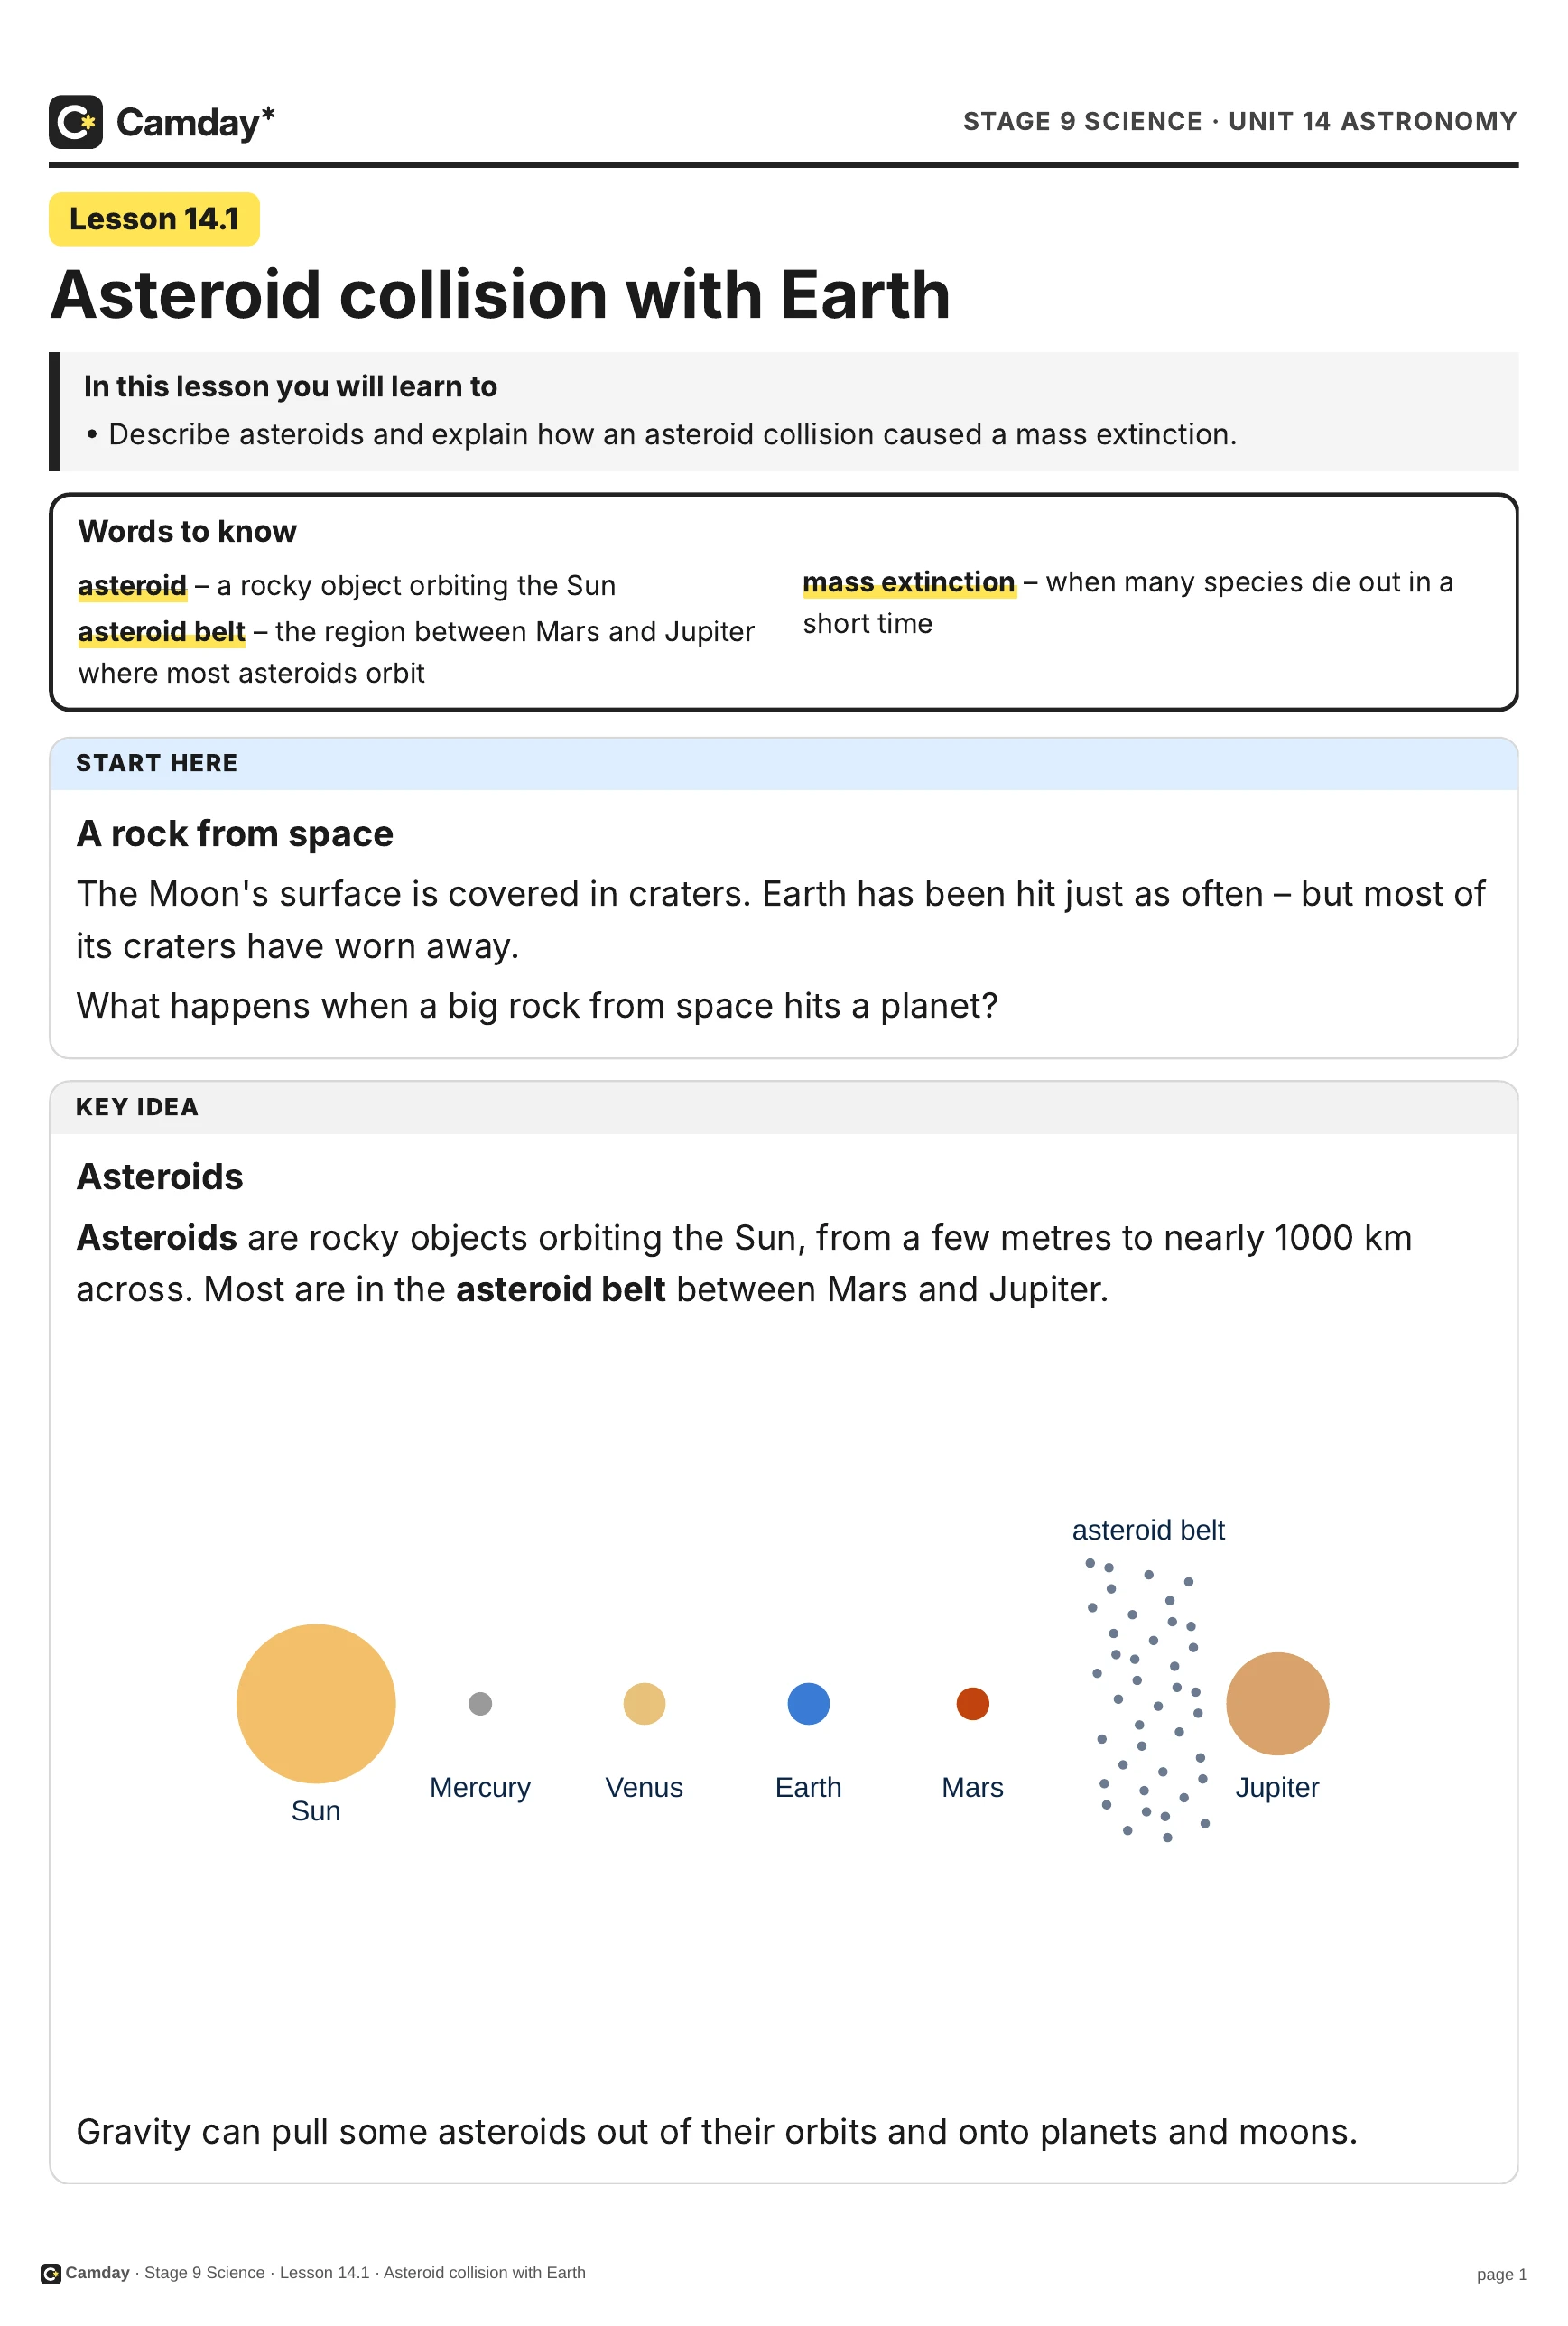 Camday*
STAGE 9 SCIENCE · UNIT 14 ASTRONOMY
Lesson 14.1
Asteroid collision with Earth
In this lesson you will learn to
• Describe asteroids and explain how an asteroid collision caused a mass extinction.
Words to know
asteroid – a rocky object orbiting the Sun
asteroid belt – the region between Mars and Jupiter
where most asteroids orbit
mass extinction – when many species die out in a
short time
START HERE
A rock from space
The Moon's surface is covered in craters. Earth has been hit just as often – but most of
its craters have worn away.
What happens when a big rock from space hits a planet?
KEY IDEA
Asteroids
Asteroids are rocky objects orbiting the Sun, from a few metres to nearly 1000 km
across. Most are in the asteroid belt between Mars and Jupiter.
asteroid belt
Sun
Mercury
Venus
Earth
Mars
Jupiter
Gravity can pull some asteroids out of their orbits and onto planets and moons.
Camday · Stage 9 Science · Lesson 14.1 · Asteroid collision with Earth
page 1